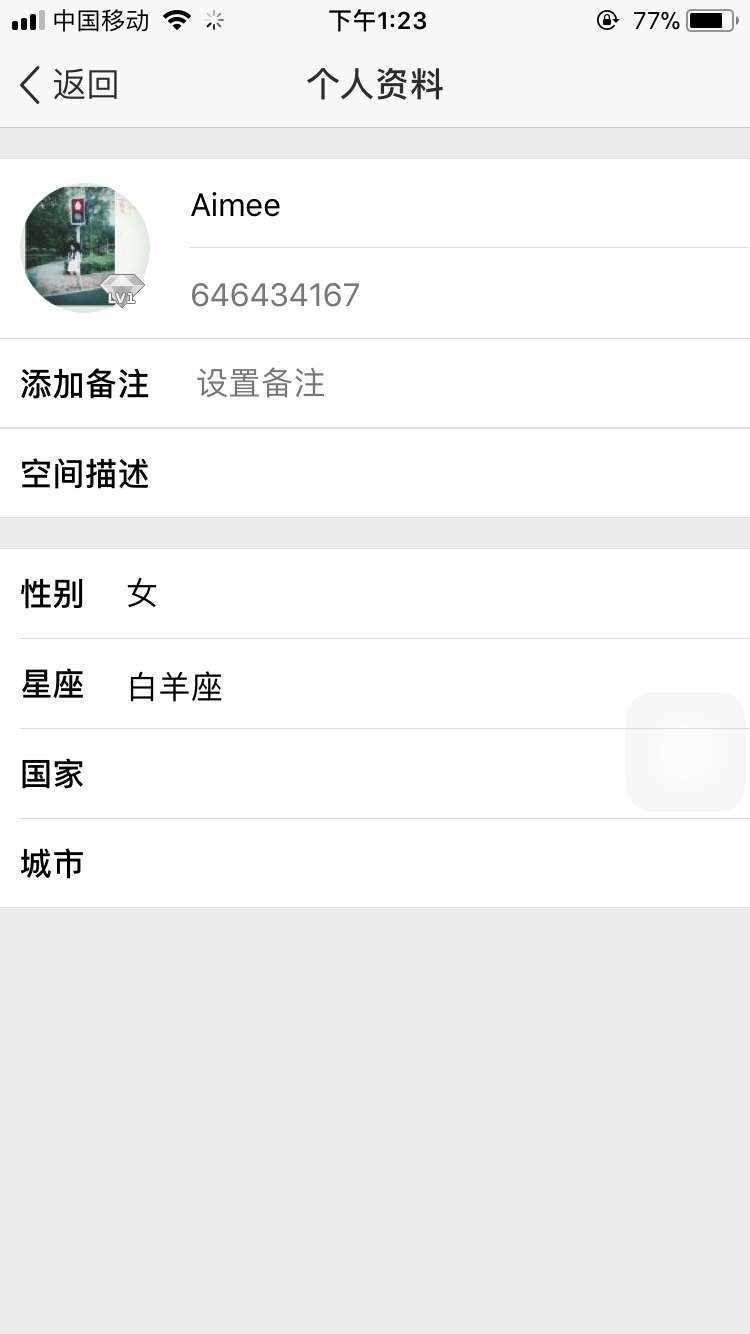 中国移动 下午1:23 77%
返回 个人资料
Aimee
LV1
646434167
添加备注 设置备注
空间描述
性别 女
星座 白羊座
国家
城市